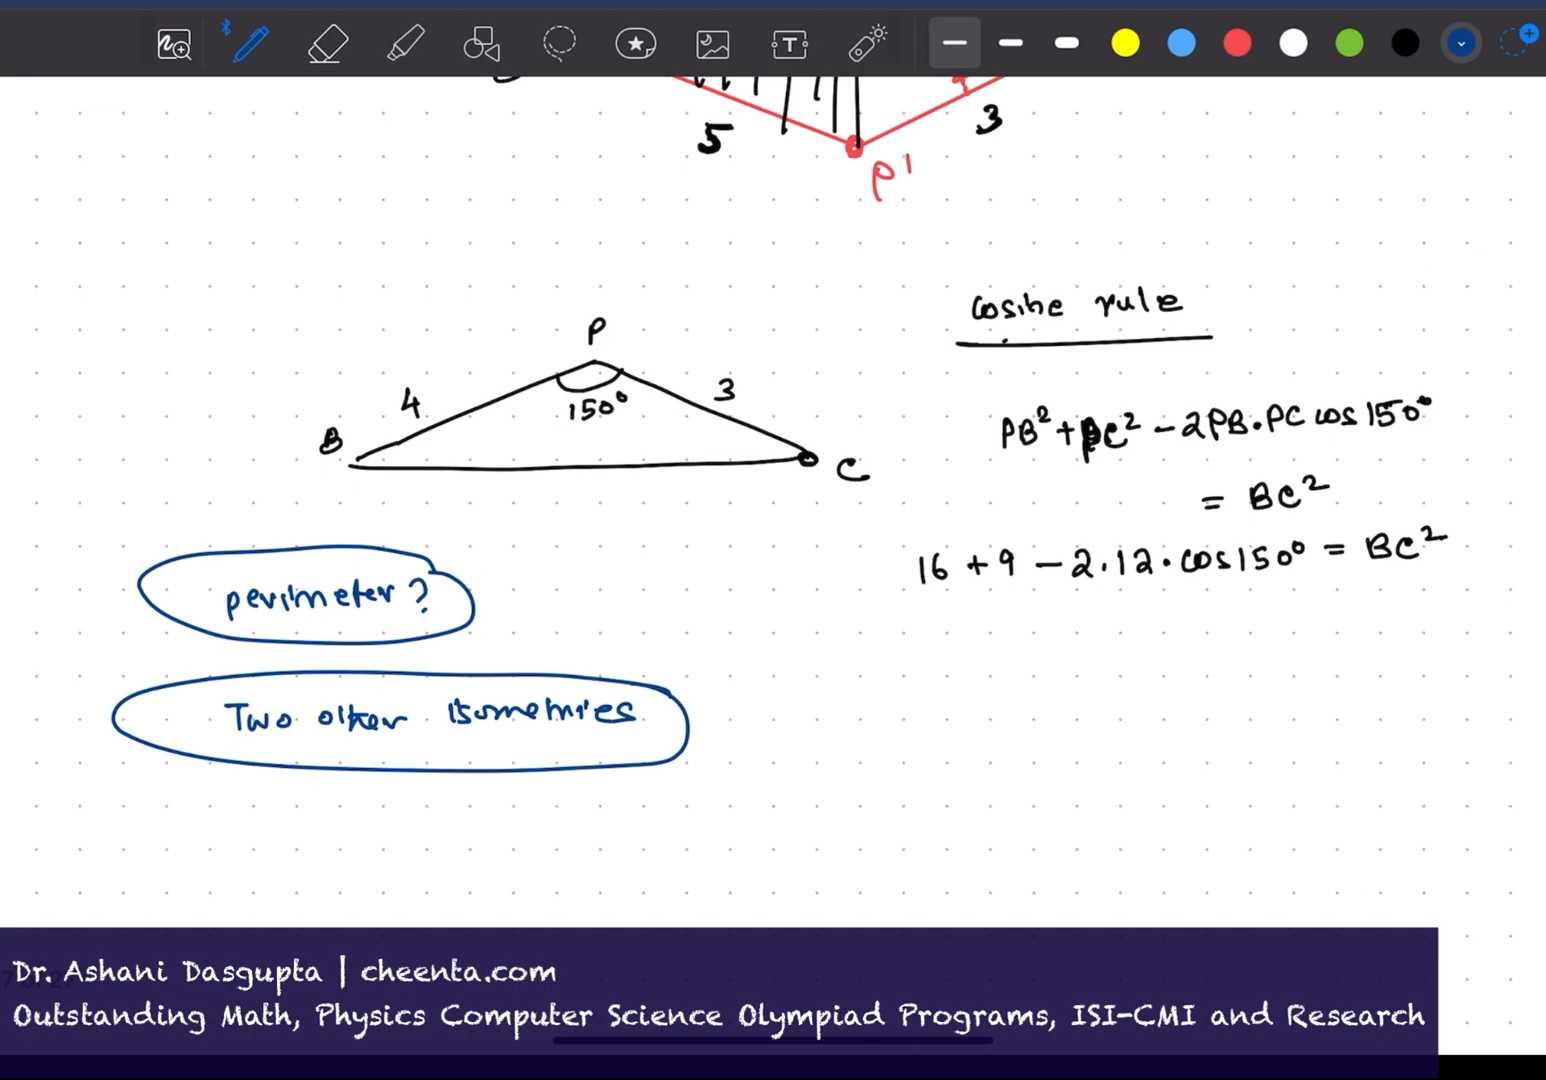 T
5
3
P'
cosine rule
P
4
3
150°
B
C
PB² + PC² - 2PB.PC cos 150°
= BC²
16 + 9 - 2.12.cos150° = BC²
perimeter?
Two other isometries
Dr. Ashani Dasgupta | cheenta.com
Outstanding Math, Physics Computer Science Olympiad Programs, ISI-CMI and Research